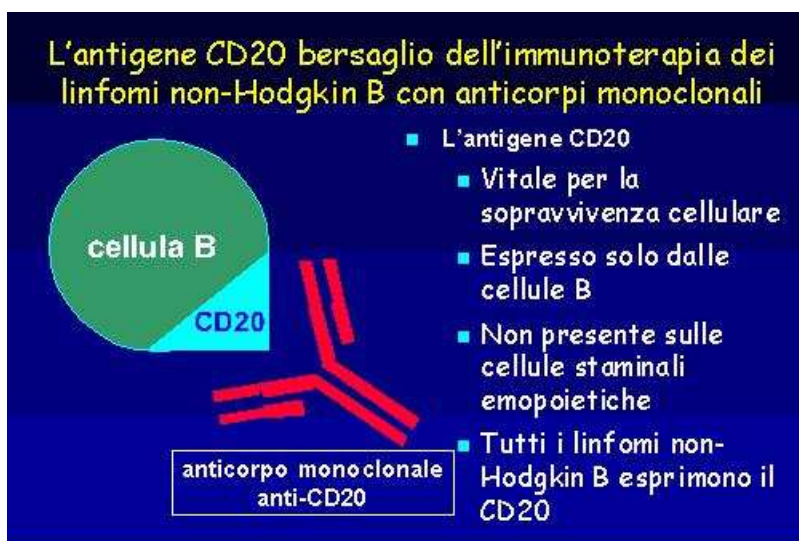 L'antigene CD20 bersaglio dell'immunoterapia dei
linfomi non-Hodgkin B con anticorpi monoclonali
cellula B
CD20
anticorpo monoclonale
anti-CD20
L'antigene CD20
Vitale per la
sopravvivenza cellulare
Espresso solo dalle
cellule B
Non presente sulle
cellule staminali
emopoietiche
Tutti i linfomi non-
Hodgkin B esprimono il
CD20